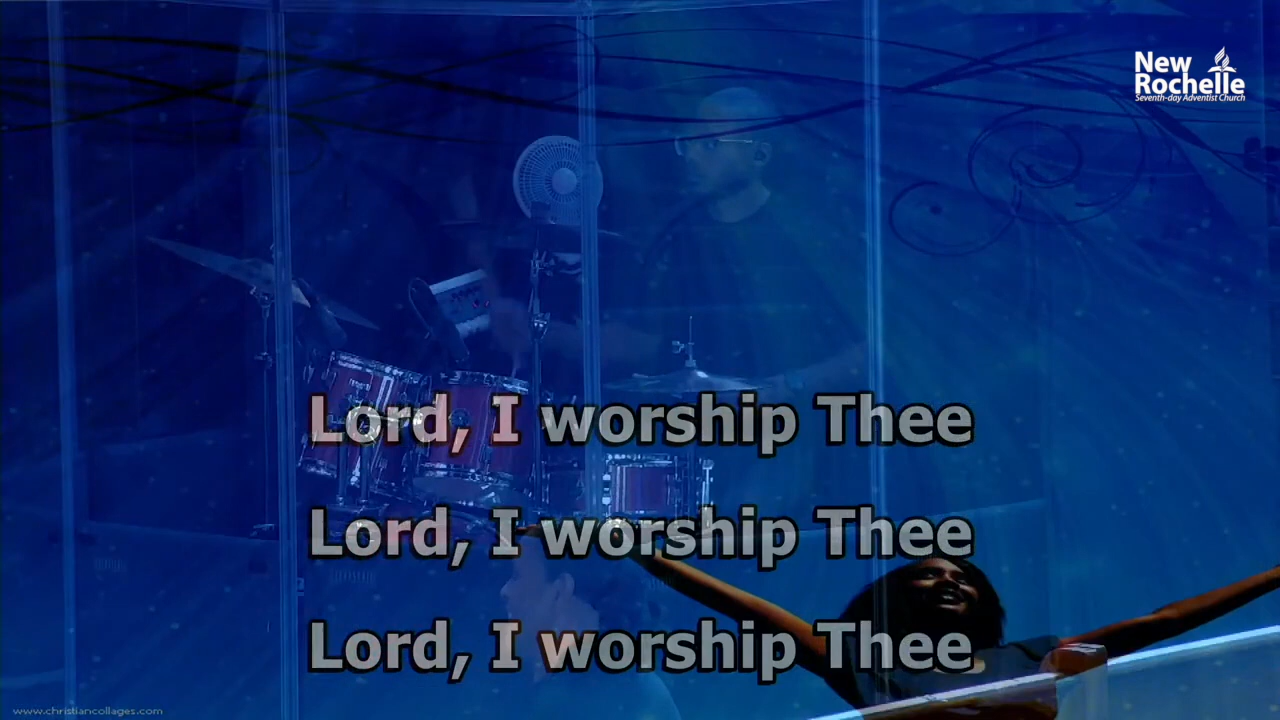 New
Rochelle
Seventh-day Adventist Church
Lord, I worship Thee
Lord, I worship Thee
Lord, I worship Thee
www.christiancollages.com